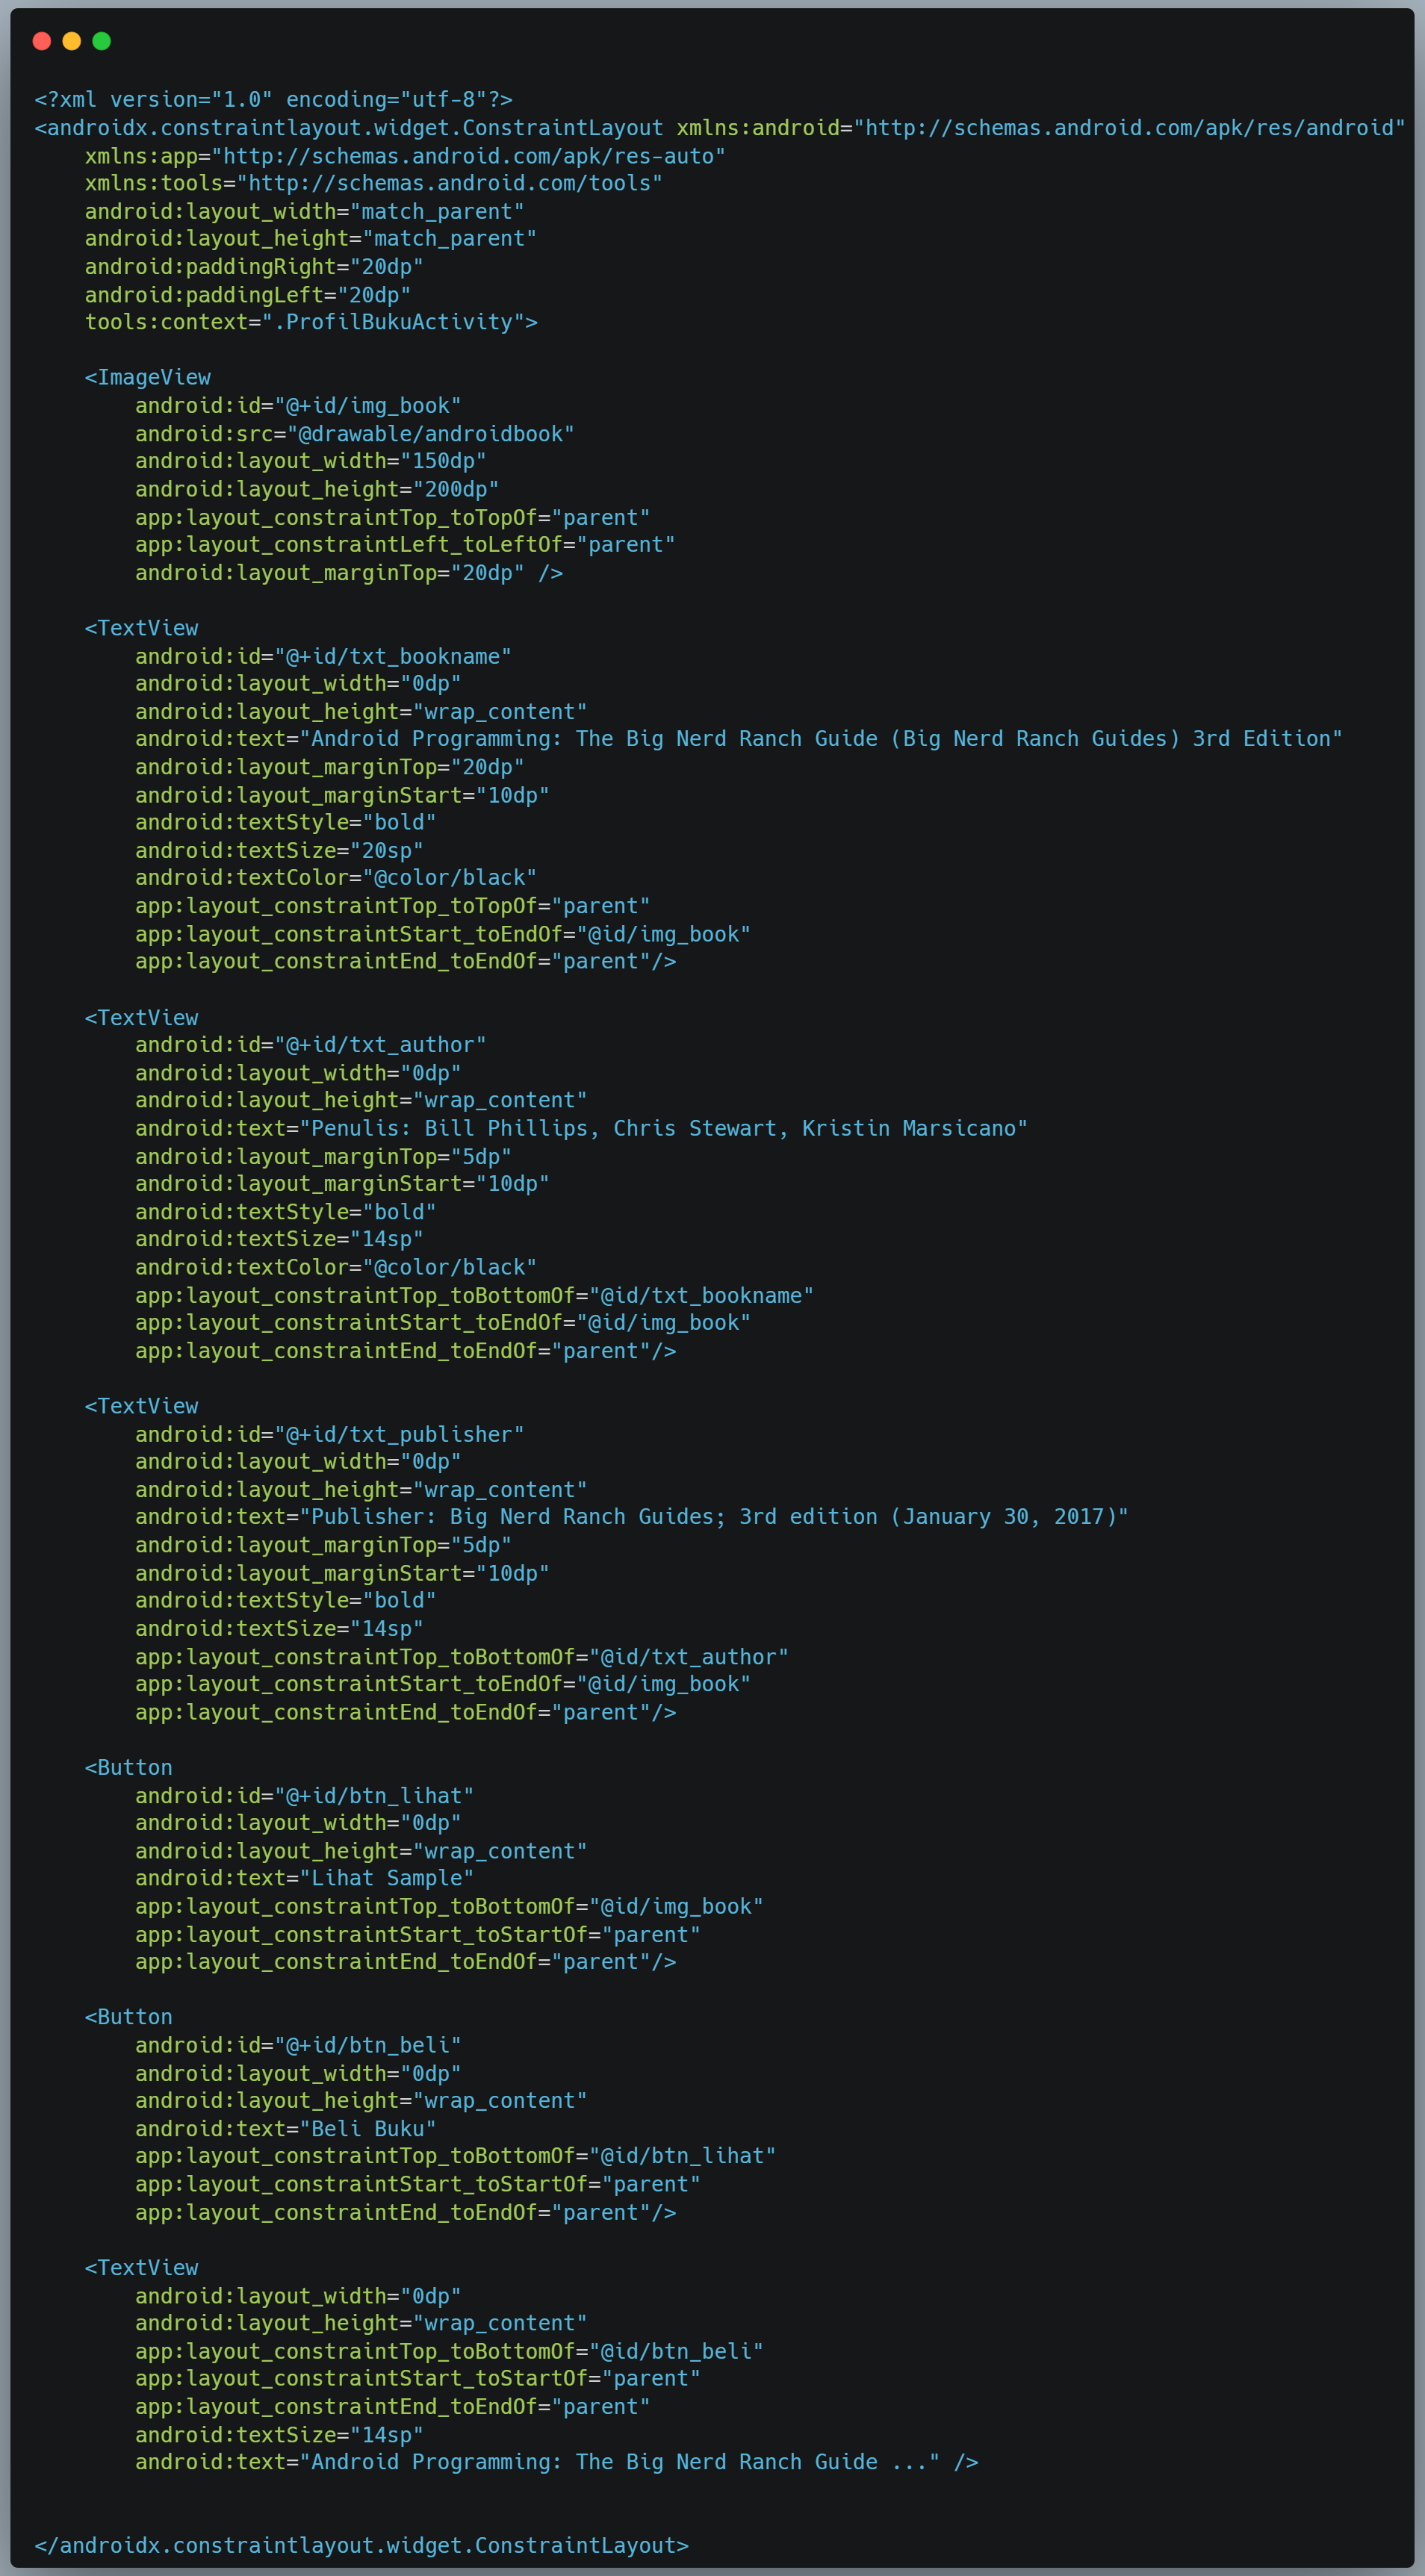 <?xml version="1.0" encoding="utf-8"?>
<androidx.constraintlayout.widget.ConstraintLayout xmlns:android="http://schemas.android.com/apk/res/android"
    xmlns:app="http://schemas.android.com/apk/res-auto"
    xmlns:tools="http://schemas.android.com/tools"
    android:layout_width="match_parent"
    android:layout_height="match_parent"
    android:paddingRight="20dp"
    android:paddingLeft="20dp"
    tools:context=".ProfilBukuActivity">

    <ImageView
        android:id="@+id/img_book"
        android:src="@drawable/androidbook"
        android:layout_width="150dp"
        android:layout_height="200dp"
        app:layout_constraintTop_toTopOf="parent"
        app:layout_constraintLeft_toLeftOf="parent"
        android:layout_marginTop="20dp" />

    <TextView
        android:id="@+id/txt_bookname"
        android:layout_width="0dp"
        android:layout_height="wrap_content"
        android:text="Android Programming: The Big Nerd Ranch Guide (Big Nerd Ranch Guides) 3rd Edition"
        android:layout_marginTop="20dp"
        android:layout_marginStart="10dp"
        android:textStyle="bold"
        android:textSize="20sp"
        android:textColor="@color/black"
        app:layout_constraintTop_toTopOf="parent"
        app:layout_constraintStart_toEndOf="@id/img_book"
        app:layout_constraintEnd_toEndOf="parent"/>

    <TextView
        android:id="@+id/txt_author"
        android:layout_width="0dp"
        android:layout_height="wrap_content"
        android:text="Penulis: Bill Phillips, Chris Stewart, Kristin Marsicano"
        android:layout_marginTop="5dp"
        android:layout_marginStart="10dp"
        android:textStyle="bold"
        android:textSize="14sp"
        android:textColor="@color/black"
        app:layout_constraintTop_toBottomOf="@id/txt_bookname"
        app:layout_constraintStart_toEndOf="@id/img_book"
        app:layout_constraintEnd_toEndOf="parent"/>

    <TextView
        android:id="@+id/txt_publisher"
        android:layout_width="0dp"
        android:layout_height="wrap_content"
        android:text="Publisher: Big Nerd Ranch Guides; 3rd edition (January 30, 2017)"
        android:layout_marginTop="5dp"
        android:layout_marginStart="10dp"
        android:textStyle="bold"
        android:textSize="14sp"
        app:layout_constraintTop_toBottomOf="@id/txt_author"
        app:layout_constraintStart_toEndOf="@id/img_book"
        app:layout_constraintEnd_toEndOf="parent"/>

    <Button
        android:id="@+id/btn_lihat"
        android:layout_width="0dp"
        android:layout_height="wrap_content"
        android:text="Lihat Sample"
        app:layout_constraintTop_toBottomOf="@id/img_book"
        app:layout_constraintStart_toStartOf="parent"
        app:layout_constraintEnd_toEndOf="parent"/>

    <Button
        android:id="@+id/btn_beli"
        android:layout_width="0dp"
        android:layout_height="wrap_content"
        android:text="Beli Buku"
        app:layout_constraintTop_toBottomOf="@id/btn_lihat"
        app:layout_constraintStart_toStartOf="parent"
        app:layout_constraintEnd_toEndOf="parent"/>

    <TextView
        android:layout_width="0dp"
        android:layout_height="wrap_content"
        app:layout_constraintTop_toBottomOf="@id/btn_beli"
        app:layout_constraintStart_toStartOf="parent"
        app:layout_constraintEnd_toEndOf="parent"
        android:textSize="14sp"
        android:text="Android Programming: The Big Nerd Ranch Guide ..." />

</androidx.constraintlayout.widget.ConstraintLayout>